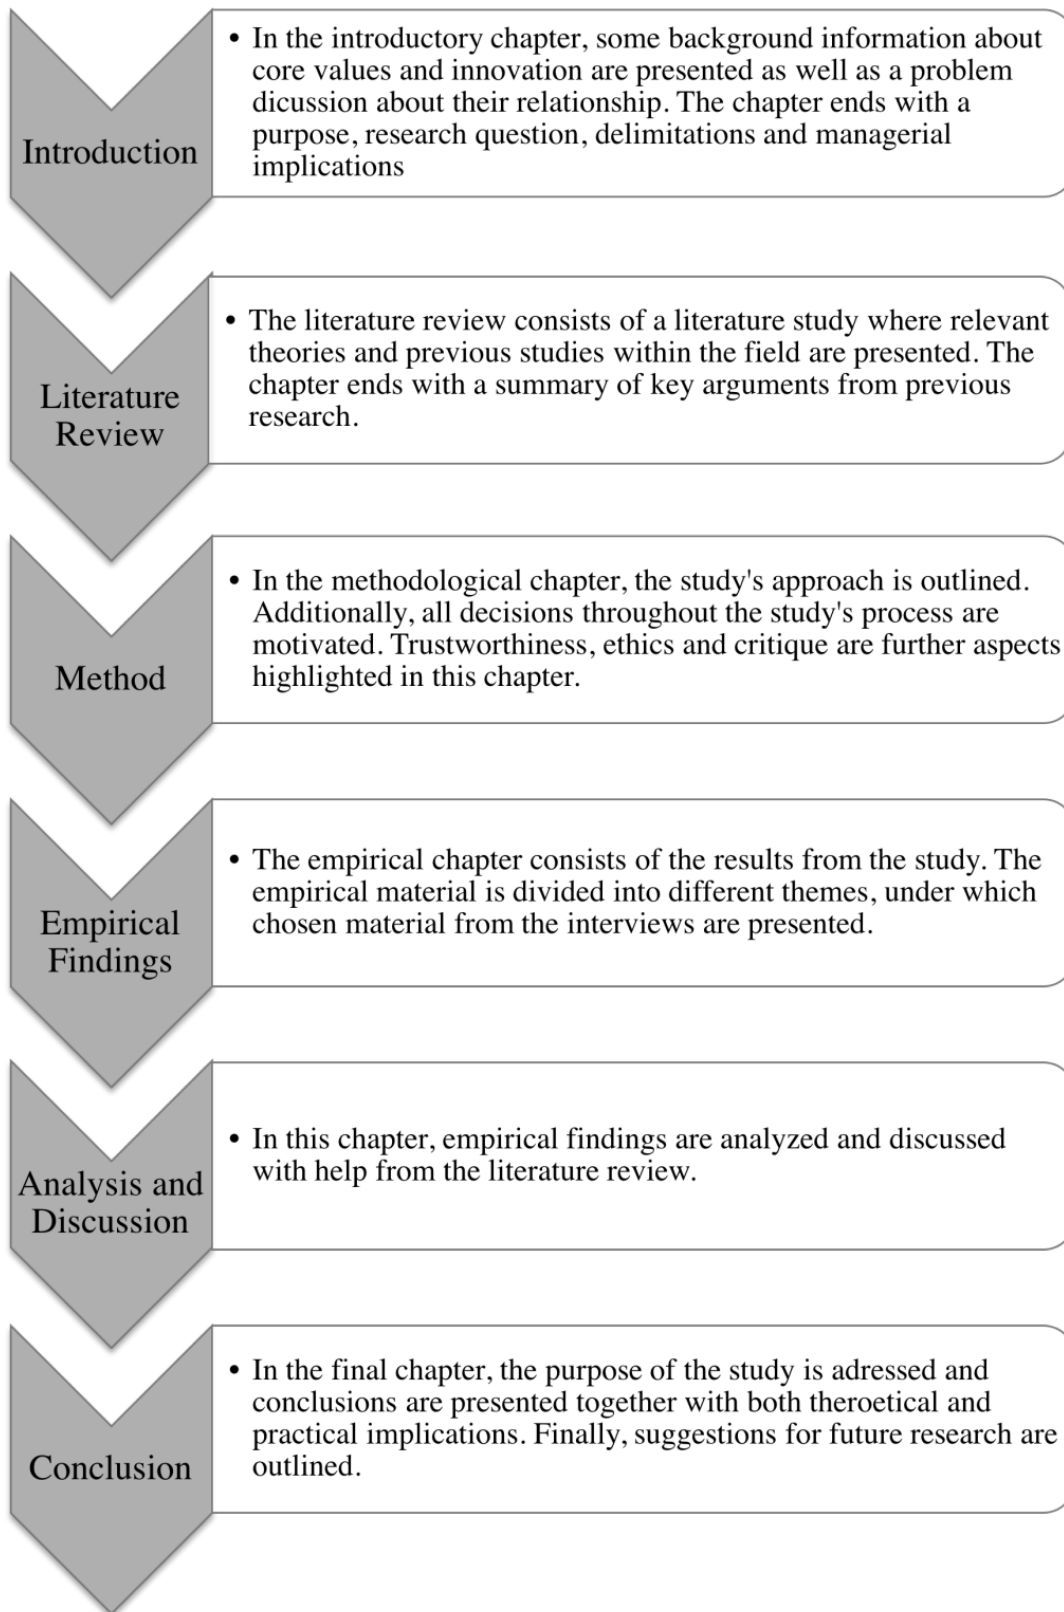 Introduction
• In the introductory chapter, some background information about
core values and innovation are presented as well as a problem
dicussion about their relationship. The chapter ends with a
purpose, research question, delimitations and managerial
implications
Literature
Review
• The literature review consists of a literature study where relevant
theories and previous studies within the field are presented. The
chapter ends with a summary of key arguments from previous
research.
Method
• In the methodological chapter, the study's approach is outlined.
Additionally, all decisions throughout the study's process are
motivated. Trustworthiness, ethics and critique are further aspects
highlighted in this chapter.
Empirical
Findings
• The empirical chapter consists of the results from the study. The
empirical material is divided into different themes, under which
chosen material from the interviews are presented.
Analysis and
Discussion
• In this chapter, empirical findings are analyzed and discussed
with help from the literature review.
Conclusion
• In the final chapter, the purpose of the study is adressed and
conclusions are presented together with both theroetical and
practical implications. Finally, suggestions for future research are
outlined.